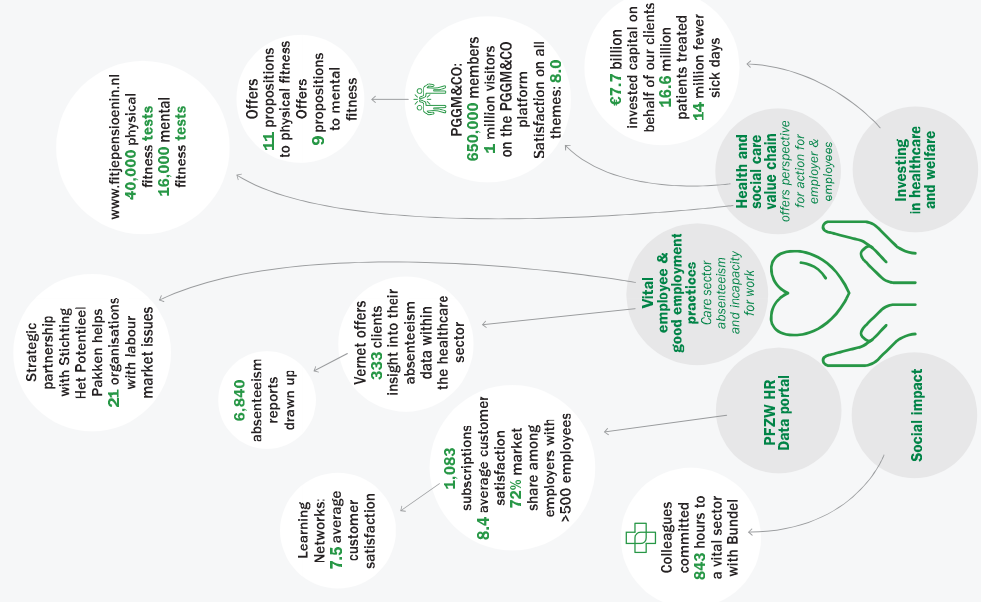 Strategic
partnership
with Stichting
Het Potentieel
Pakken helps
21 organisations
with labour
market issues
www.fitjepensioenin.nl
40,000 physical
fitness tests
16,000 mental
fitness tests
6,840
absenteeism
reports
drawn up
Offers
11 propositions
to physical fitness
Offers
9 propositions
to mental
fitness
Learning
Networks:
7.5 average
customer
satisfaction
Vernet offers
333 clients
insight into their
absenteeism
data within
the healthcare
sector
PGGM&CO:
650,000 members
1 million visitors
on the PGGM&CO
platform
Satisfaction on all
themes: 8.0
1,083
subscriptions
8.4 average customer
satisfaction
72% market
share among
employers with
>500 employees
€7.7 billion
invested capital on
behalf of our clients
16.6 million
patients treated
14 million fewer
sick days
Vital
employee &
good employment
practices
Care sector
absenteeism
and incapacity
for work
Colleagues
committed
843 hours to
a vital sector
with Bundel
Health and
social care
value chain
offers perspective
for action for
employer &
employees
PFZW HR
Data portal
Social impact
Investing
in healthcare
and welfare